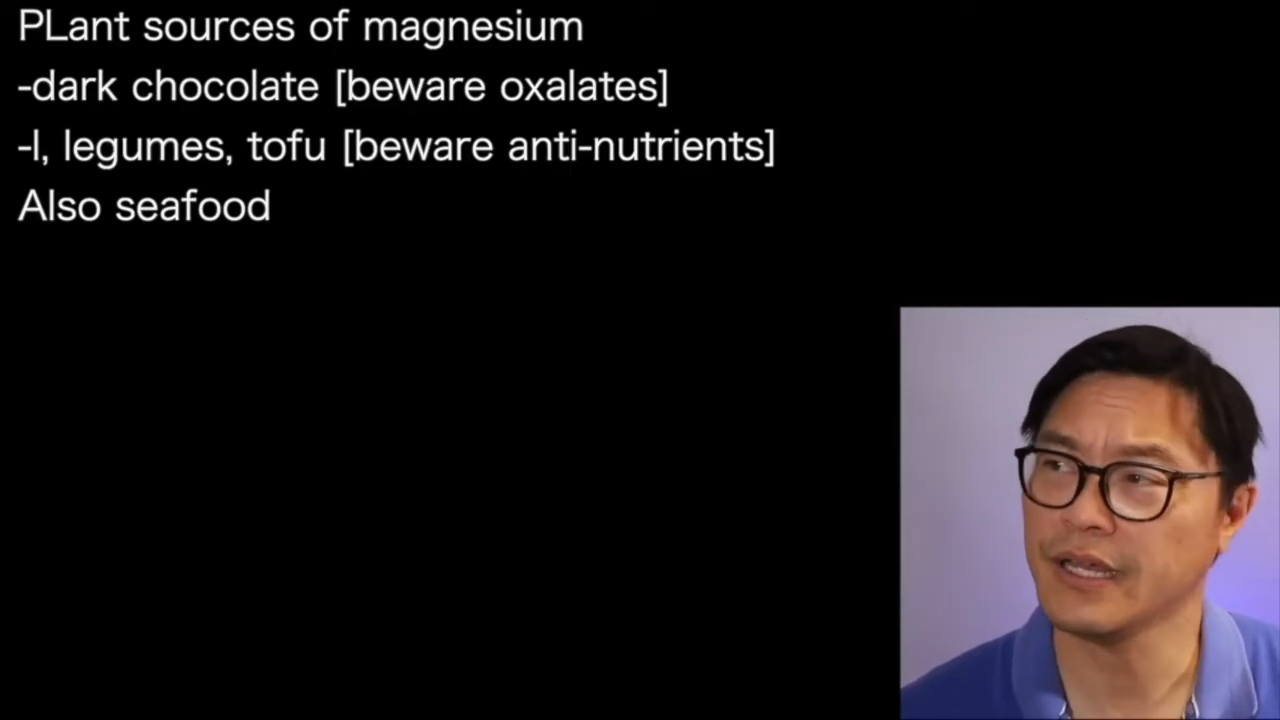 PLant sources of magnesium
-dark chocolate [beware oxalates]
-l, legumes, tofu [beware anti-nutrients]
Also seafood